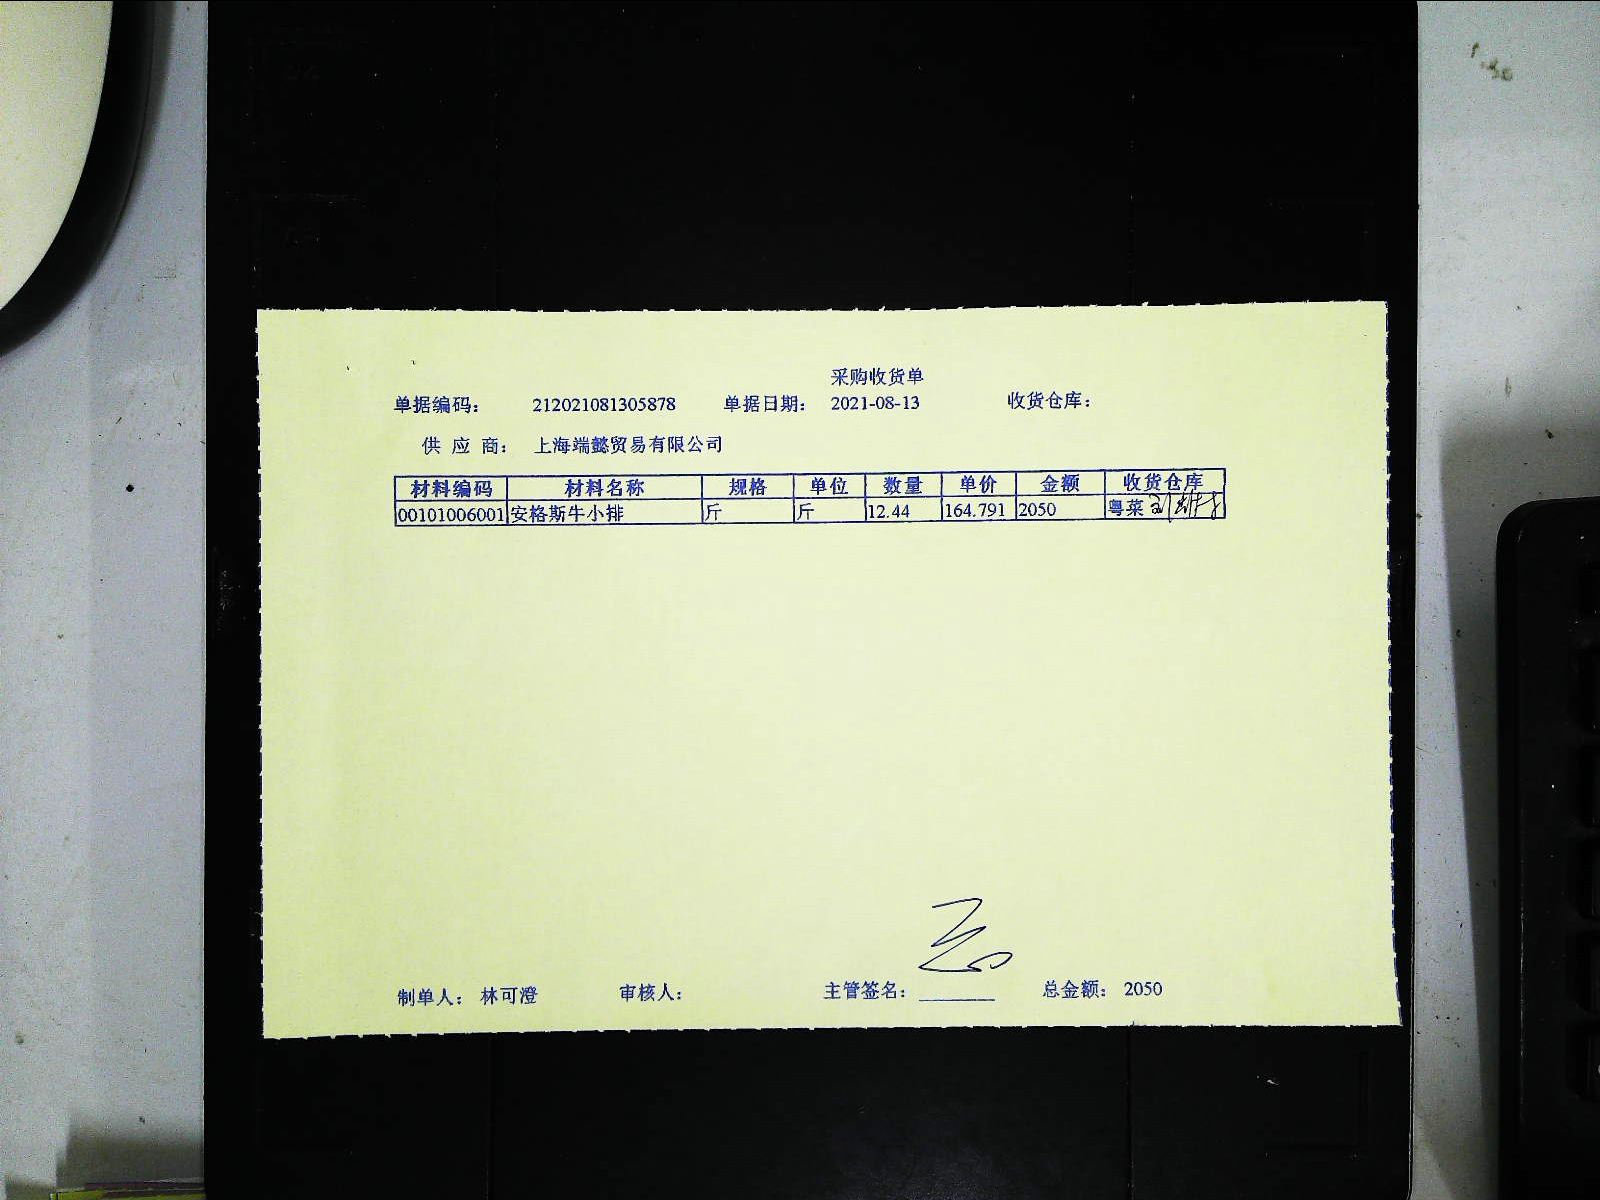 采购收货单
单据编码: 212021081305878 单据日期: 2021-08-13 收货仓库:
供应商: 上海端懿贸易有限公司
材料编码 材料名称 规格 单位 数量 单价 金额 收货仓库
00101006001 安格斯牛小排 斤 斤 12.44 164.791 2050 粤菜
制单人: 林可澄 审核人: 主管签名: 总金额: 2050